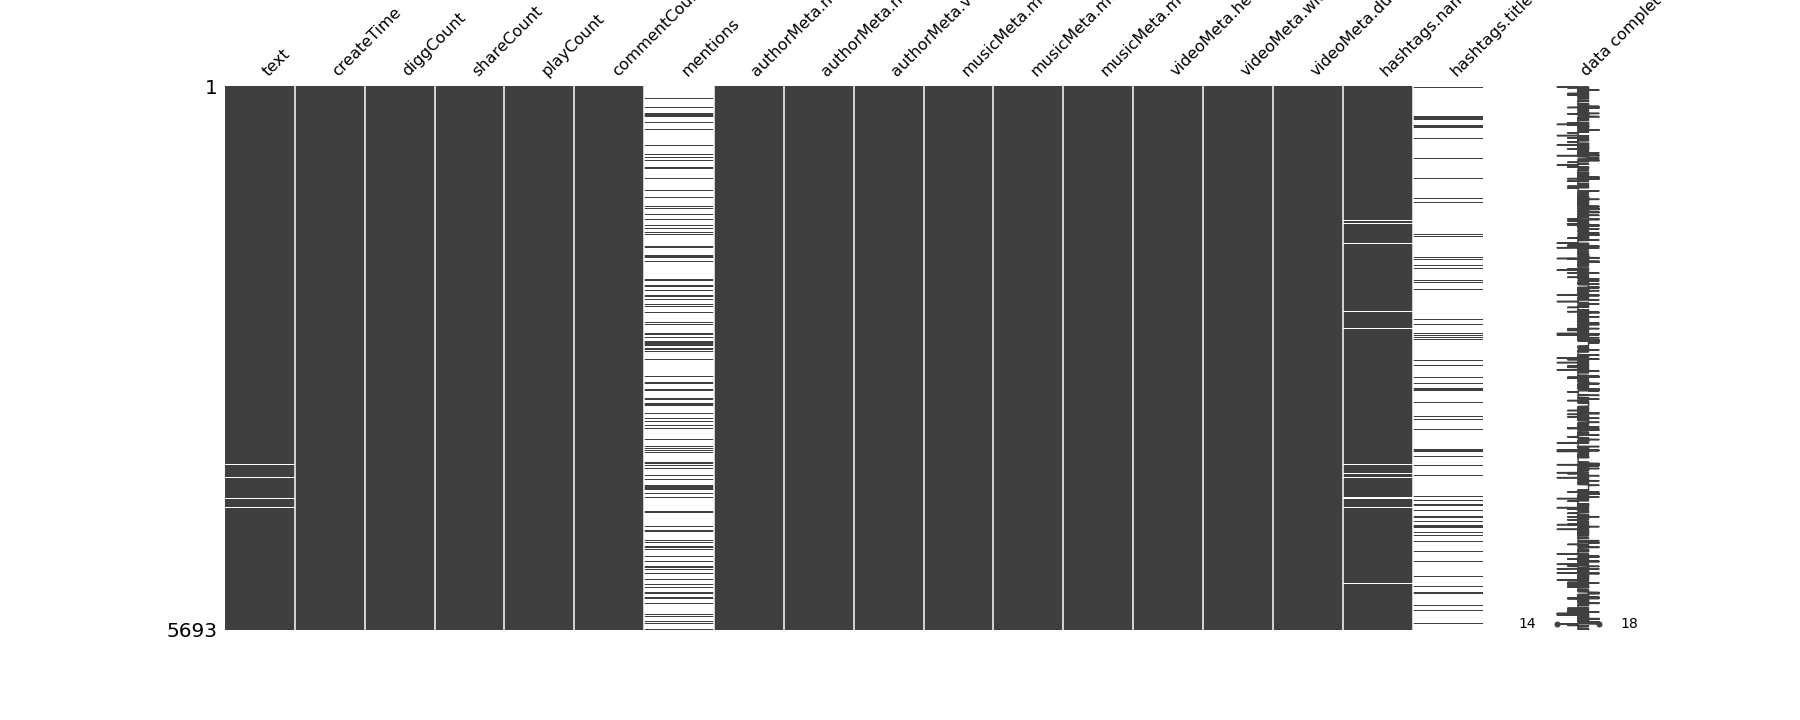 text
createTime
diggCount
shareCount
playCount
commentCou
mentions
authorMeta.n
authorMeta.n
authorMeta.v
musicMeta.m
musicMeta.m
musicMeta.m
videoMeta.he
videoMeta.wi
videoMeta.du
hashtags.nam
hashtags.title
data complet
1
5693
14
18